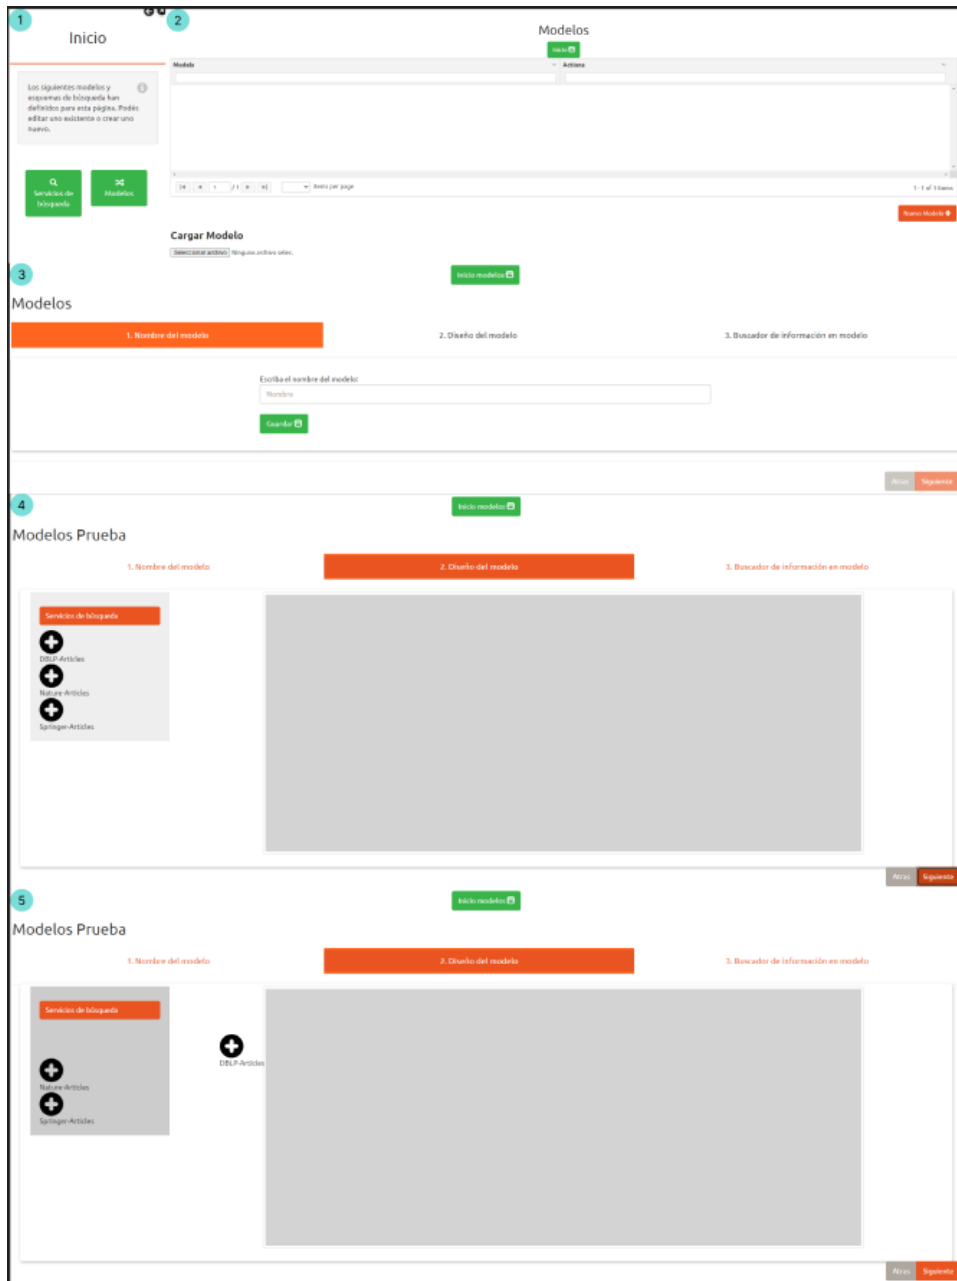 1
Inicio
Los siguientes modelos y
esquemas de búsqueda han
definidos para esta página. Podés
editar uno existente o crear uno
nuevo.
Servicios de
búsqueda
Modelos
2
Modelos
Inicio
Modelo
Actions
1 / 1
items per page
1 - 1 of 1 items
Nuevo Modelo
Cargar Modelo
Seleccionar archivo Ningún archivo selec.
3
Inicio modelos
Modelos
1. Nombre del modelo
2. Diseño del modelo
3. Buscador de información en modelo
Escriba el nombre del modelo:
Nombre
Guardar
Atras Siguiente
4
Inicio modelos
Modelos Prueba
1. Nombre del modelo
2. Diseño del modelo
3. Buscador de información en modelo
Servicios de búsqueda
DBLP-Articles
Nature-Articles
Springer-Articles
Atras Siguiente
5
Inicio modelos
Modelos Prueba
1. Nombre del modelo
2. Diseño del modelo
3. Buscador de información en modelo
Servicios de búsqueda
DBLP-Articles
Nature-Articles
Springer-Articles
Atras Siguiente